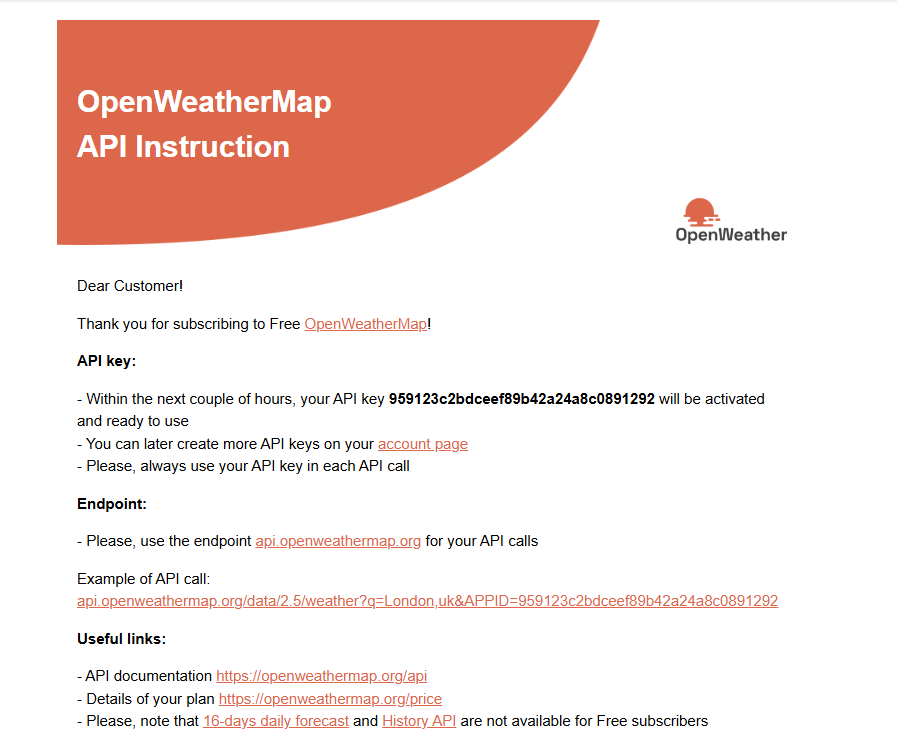 OpenWeatherMap
API Instruction
OpenWeather
Dear Customer!
Thank you for subscribing to Free OpenWeatherMap!
API key:
- Within the next couple of hours, your API key 959123c2bdceef89b42a24a8c0891292 will be activated
and ready to use
- You can later create more API keys on your account page
- Please, always use your API key in each API call
Endpoint:
- Please, use the endpoint api.openweathermap.org for your API calls
Example of API call:
api.openweathermap.org/data/2.5/weather?q=London,uk&APPID=959123c2bdceef89b42a24a8c0891292
Useful links:
- API documentation https://openweathermap.org/api
- Details of your plan https://openweathermap.org/price
- Please, note that 16-days daily forecast and History API are not available for Free subscribers